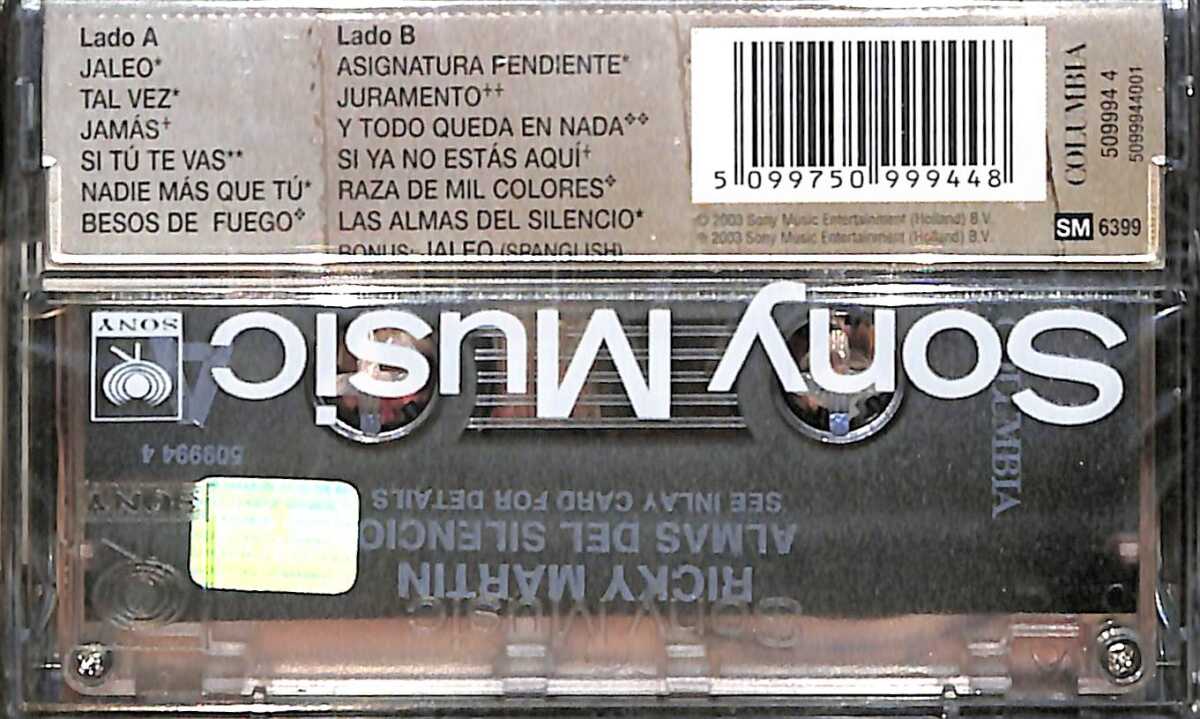 Lado A
JALEO*
TAL VEZ*
JAMÁS+
SI TÚ TE VAS**
NADIE MÁS QUE TÚ*
BESOS DE FUEGO❖
Lado B
ASIGNATURA PENDIENTE*
JURAMENTO++
Y TODO QUEDA EN NADA❖❖
SI YA NO ESTÁS AQUÍ+
RAZA DE MIL COLORES❖
LAS ALMAS DEL SILENCIO*
BONUS: JALEO (SPANGLISH)
5 099750 999448
℗ 2003 Sony Music Entertainment (Holland) B.V.
© 2003 Sony Music Entertainment (Holland) B.V.
COLUMBIA
509994 4
5099944001
SM 6399
Sony Music
SONY
A
COLUMBIA
509994 4
SEE INLAY CARD FOR DETAILS
ALMAS DEL SILENCIO
RICKY MARTIN
SONY
Sony Music